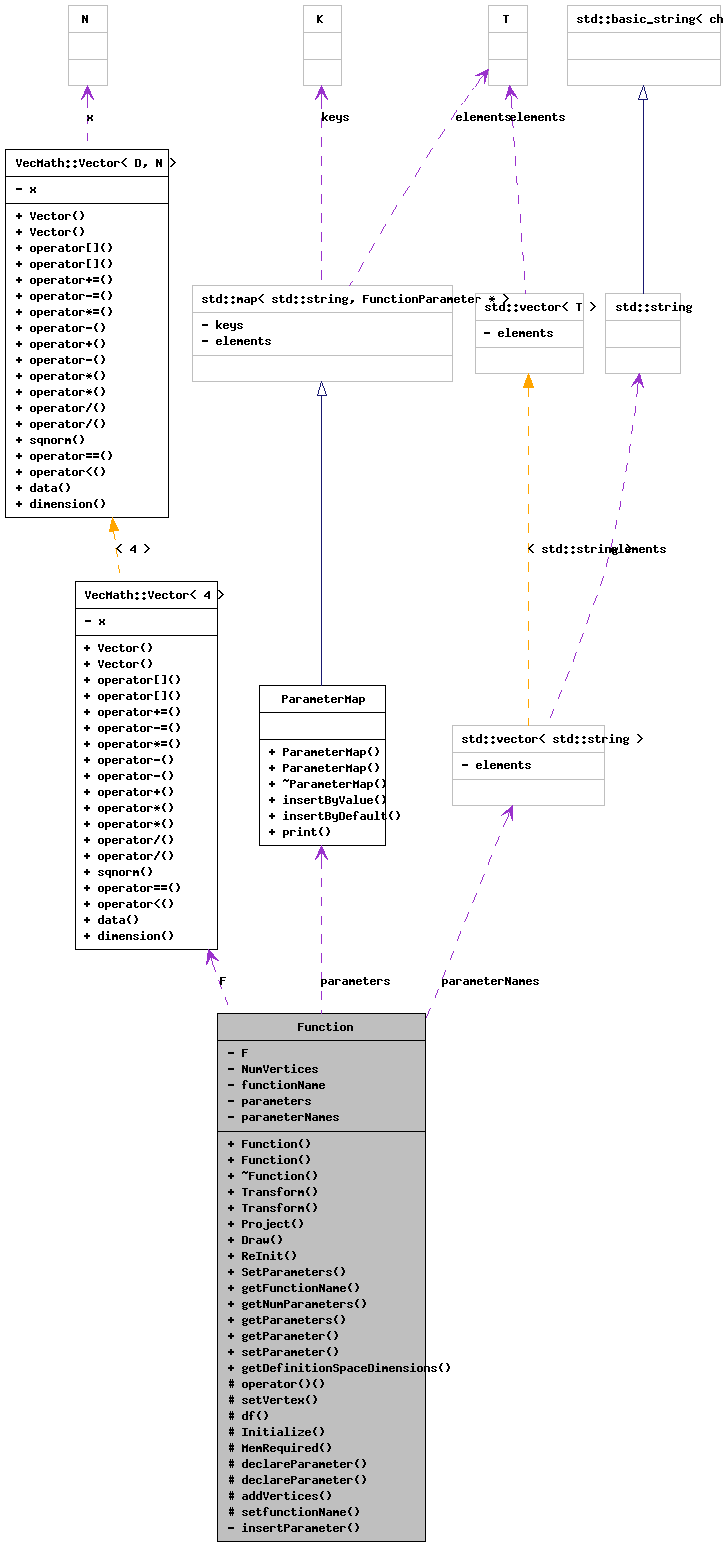 N
K
T
std::basic_string< ch
x
keys
elements
elements
VecMath::Vector< D, N >
- x
+ Vector()
+ Vector()
+ operator[]()
+ operator[]()
+ operator+=()
+ operator-=()
+ operator*=()
+ operator-()
+ operator+()
+ operator-()
+ operator*()
+ operator*()
+ operator/()
+ operator/()
+ sqnorm()
+ operator==()
+ operator<()
+ data()
+ dimension()
std::map< std::string, FunctionParameter * >
- keys
- elements
std::vector< T >
- elements
std::string
< 4 >
< std::string >
elements
VecMath::Vector< 4 >
- x
+ Vector()
+ Vector()
+ operator[]()
+ operator[]()
+ operator+=()
+ operator-=()
+ operator*=()
+ operator-()
+ operator-()
+ operator+()
+ operator*()
+ operator*()
+ operator/()
+ operator/()
+ sqnorm()
+ operator==()
+ operator<()
+ data()
+ dimension()
ParameterMap
+ ParameterMap()
+ ParameterMap()
+ ~ParameterMap()
+ insertByValue()
+ insertByDefault()
+ print()
std::vector< std::string >
- elements
F
parameters
parameterNames
Function
- F
- NumVertices
- functionName
- parameters
- parameterNames
+ Function()
+ Function()
+ ~Function()
+ Transform()
+ Transform()
+ Project()
+ Draw()
+ ReInit()
+ SetParameters()
+ getFunctionName()
+ getNumParameters()
+ getParameters()
+ getParameter()
+ setParameter()
+ getDefinitionSpaceDimensions()
# operator()()
# setVertex()
# df()
# Initialize()
# MemRequired()
# declareParameter()
# declareParameter()
# addVertices()
# setfunctionName()
- insertParameter()